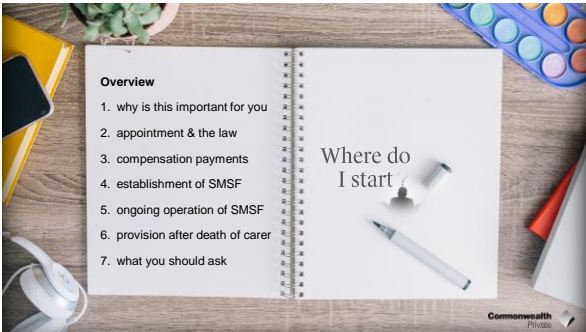 Overview
1. why is this important for you
2. appointment & the law
3. compensation payments
4. establishment of SMSF
5. ongoing operation of SMSF
6. provision after death of carer
7. what you should ask
Where do
I start
Commonwealth
Private